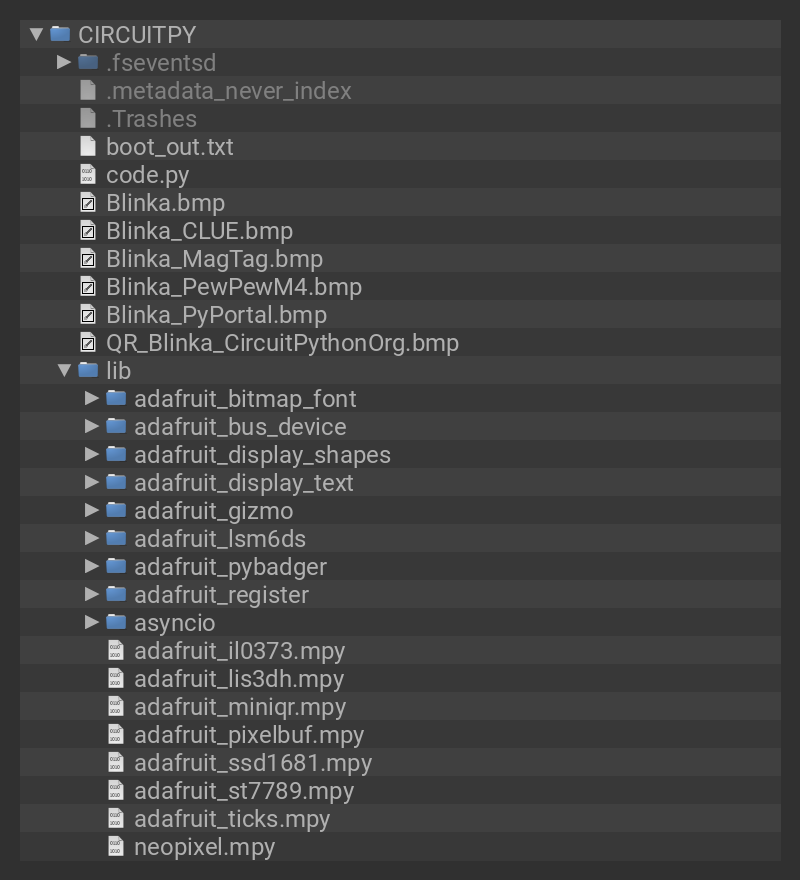 CIRCUITPY
.fseventsd
.metadata_never_index
.Trashes
boot_out.txt
code.py
Blinka.bmp
Blinka_CLUE.bmp
Blinka_MagTag.bmp
Blinka_PewPewM4.bmp
Blinka_PyPortal.bmp
QR_Blinka_CircuitPythonOrg.bmp
lib
adafruit_bitmap_font
adafruit_bus_device
adafruit_display_shapes
adafruit_display_text
adafruit_gizmo
adafruit_lsm6ds
adafruit_pybadger
adafruit_register
asyncio
adafruit_il0373.mpy
adafruit_lis3dh.mpy
adafruit_miniqr.mpy
adafruit_pixelbuf.mpy
adafruit_ssd1681.mpy
adafruit_st7789.mpy
adafruit_ticks.mpy
neopixel.mpy